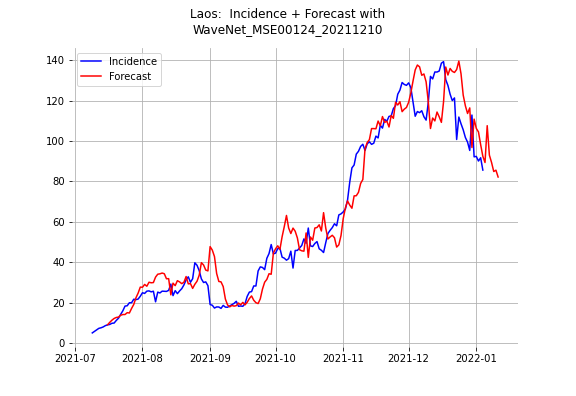 Laos:  Incidence + Forecast with
WaveNet_MSE00124_20211210
Incidence
Forecast
140
120
100
80
60
40
20
0
2021-07 2021-08 2021-09 2021-10 2021-11 2021-12 2022-01